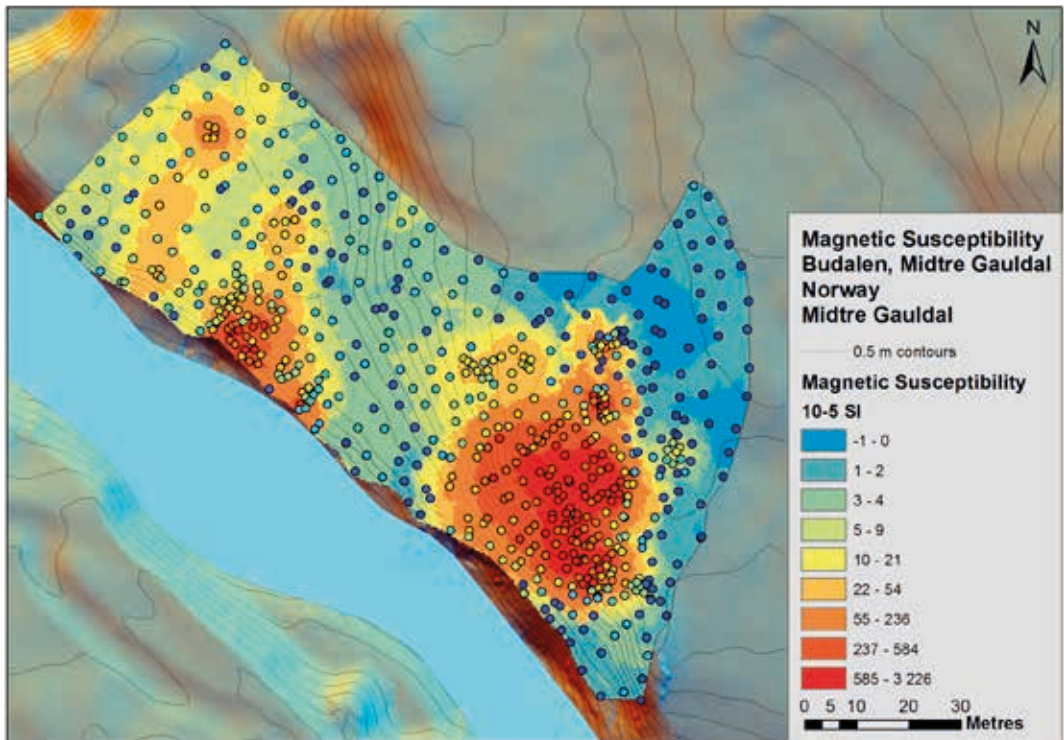 N
Magnetic Susceptibility
Budalen, Midtre Gauldal
Norway
Midtre Gauldal
0.5 m contours
Magnetic Susceptibility
10-5 SI
-1 - 0
1 - 2
3 - 4
5 - 9
10 - 21
22 - 54
55 - 236
237 - 584
585 - 3 226
0 5 10 20 30
Metres